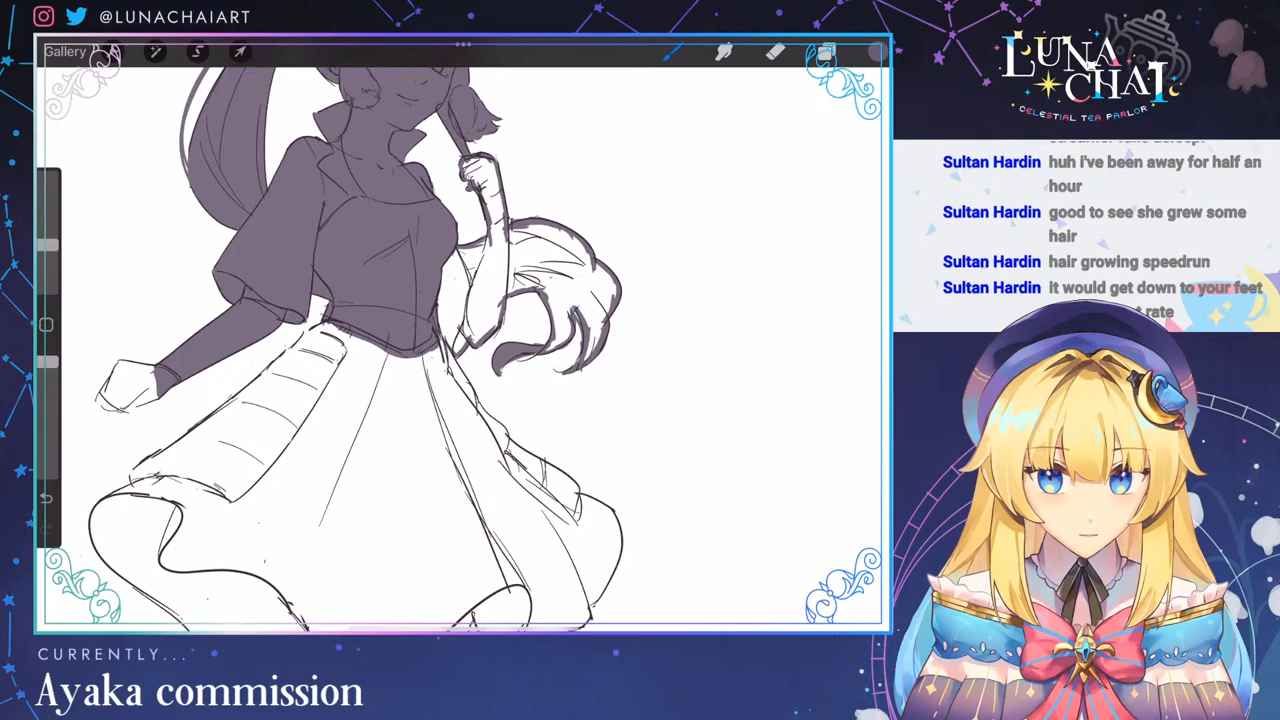 @LUNACHAIART
Gallery
LUNA
CHAI
CELESTIAL TEA PARLOR
Sultan Hardin huh i've been away for half an
hour
Sultan Hardin good to see she grew some
hair
Sultan Hardin hair growing speedrun
Sultan Hardin it would get down to your feet
rate
CURRENTLY...
Ayaka commission